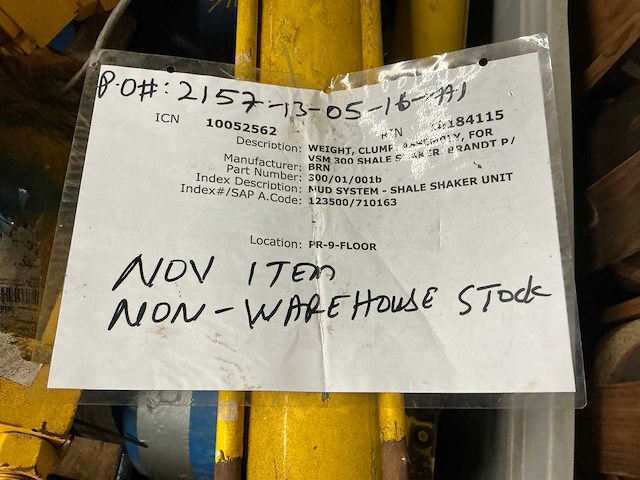 P.O#: 2157-13-05-16-A1
ICN 10052562 184115
Description: WEIGHT, CLUMP ASSEMBLY, FOR
VSM 300 SHALE SHAKER. BRANDT P/
Manufacturer: BRN
Part Number: 300/01/001b
Index Description: MUD SYSTEM - SHALE SHAKER UNIT
Index#/SAP A.Code: 123500/710163
Location: PR-9-FLOOR
NOV ITEM
NON-WAREHOUSE STOCK